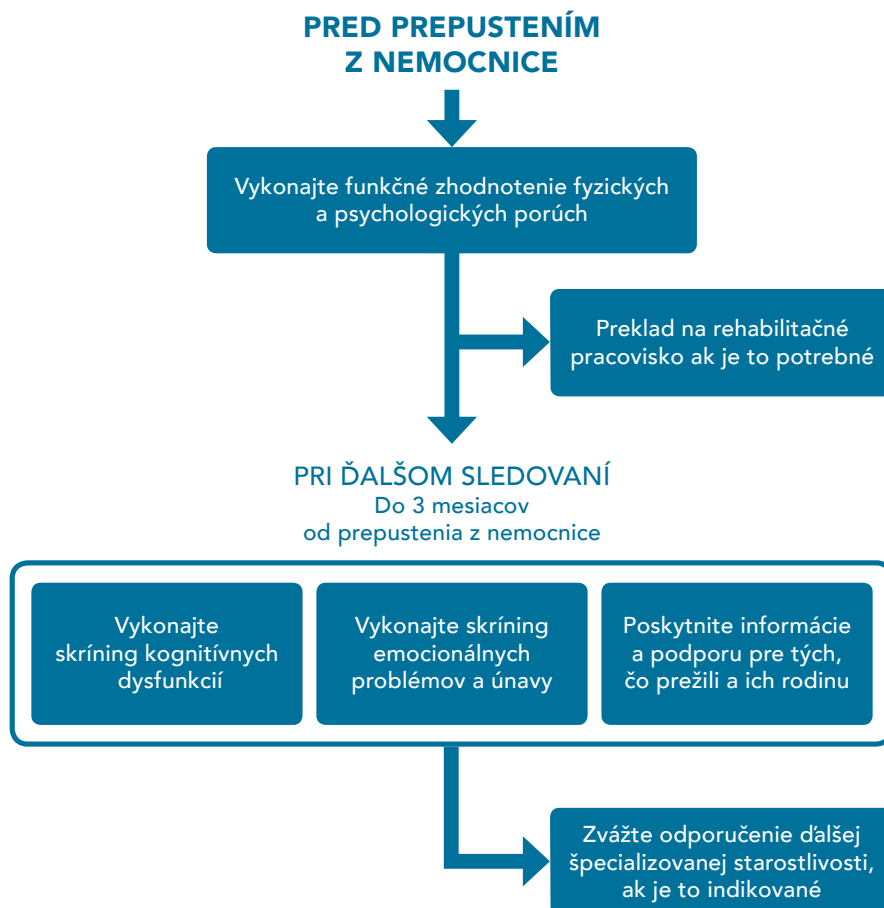 PRED PREPUSTENÍM
Z NEMOCNICE
Vykonajte funkčné zhodnotenie fyzických
a psychologických porúch
Preklad na rehabilitačné
pracovisko ak je to potrebné
PRI ĎALŠOM SLEDOVANÍ
Do 3 mesiacov
od prepustenia z nemocnice
Vykonajte
skríning kognitívnych
dysfunkcií
Vykonajte skríning
emocionálnych
problémov a únavy
Poskytnite informácie
a podporu pre tých,
čo prežili a ich rodinu
Zvážte odporučenie ďalšej
špecializovanej starostlivosti,
ak je to indikované